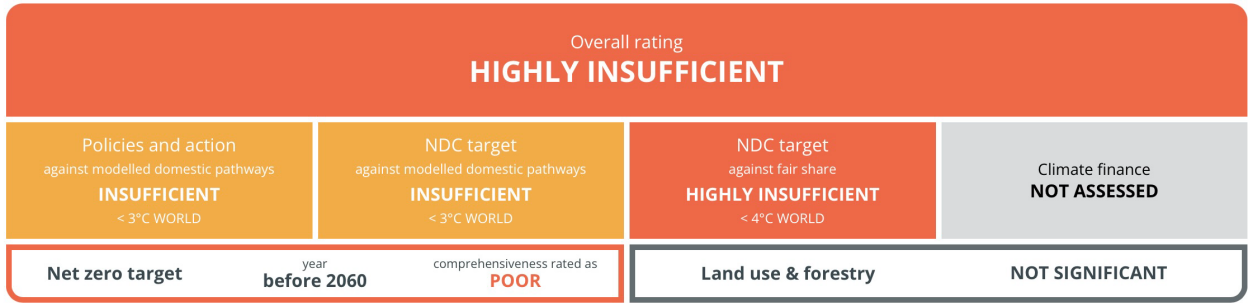 Overall rating
HIGHLY INSUFFICIENT
Policies and action
against modelled domestic pathways
INSUFFICIENT
< 3°C WORLD
NDC target
against modelled domestic pathways
INSUFFICIENT
< 3°C WORLD
NDC target
against fair share
HIGHLY INSUFFICIENT
< 4°C WORLD
Climate finance
NOT ASSESSED
Net zero target
year
before 2060
comprehensiveness rated as
POOR
Land use & forestry
NOT SIGNIFICANT